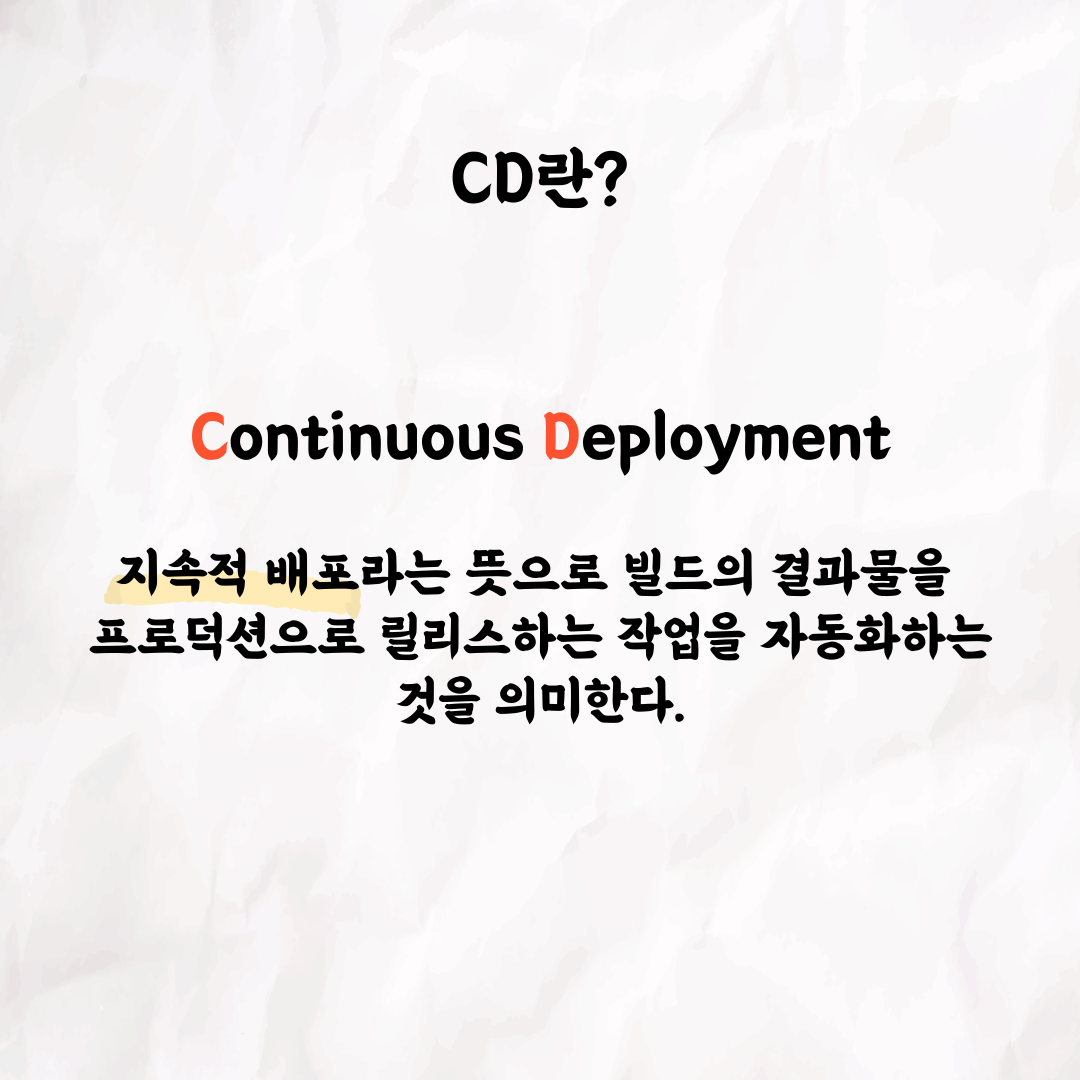 CD란?
Continuous Deployment
지속적 배포라는 뜻으로 빌드의 결과물을
프로덕션으로 릴리스하는 작업을 자동화하는
것을 의미한다.